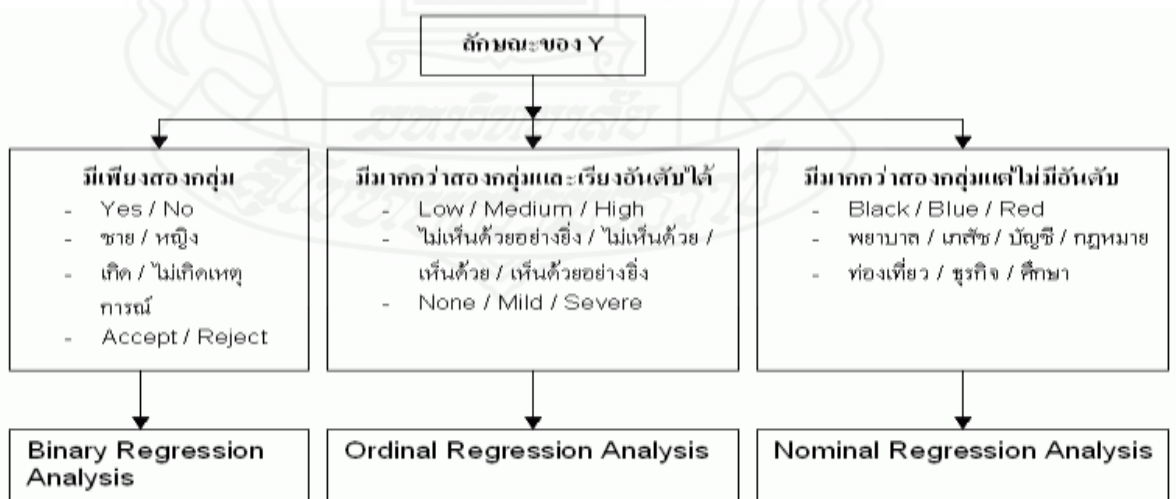 ลักษณะของ Y
มหาวิทยาลัย
มีเพียงสองกลุ่ม
- Yes / No
- ชาย / หญิง
- เกิด / ไม่เกิดเหตุ
การณ์
- Accept / Reject
มีมากกว่าสองกลุ่มและเรียงอันดับได้
- Low / Medium / High
- ไม่เห็นด้วยอย่างยิ่ง / ไม่เห็นด้วย /
เห็นด้วย / เห็นด้วยอย่างยิ่ง
- None / Mild / Severe
มีมากกว่าสองกลุ่มแต่ไม่มีอันดับ
- Black / Blue / Red
- พยาบาล / เภสัช / บัญชี / กฎหมาย
- ท่องเที่ยว / ธุรกิจ / ศึกษา
Binary Regression
Analysis
Ordinal Regression Analysis
Nominal Regression Analysis